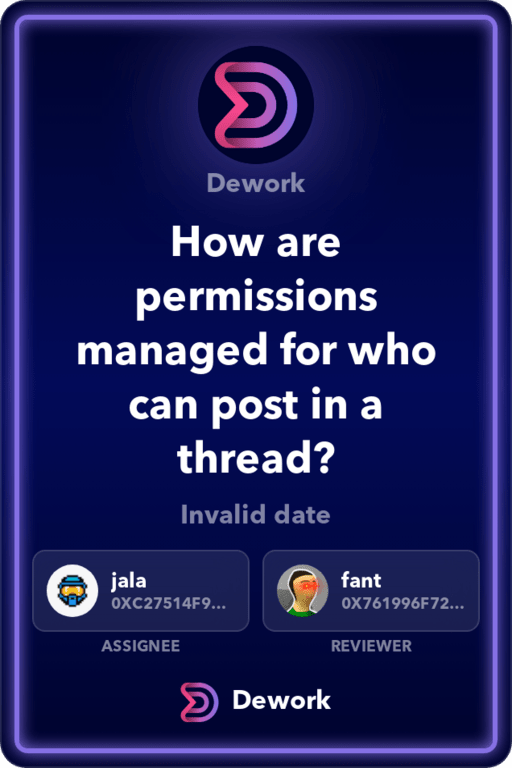 Dework
How are
permissions
managed for who
can post in a
thread?
Invalid date
jala
0XC27514F9...
fant
0X761996F72...
ASSIGNEE
REVIEWER
Dework